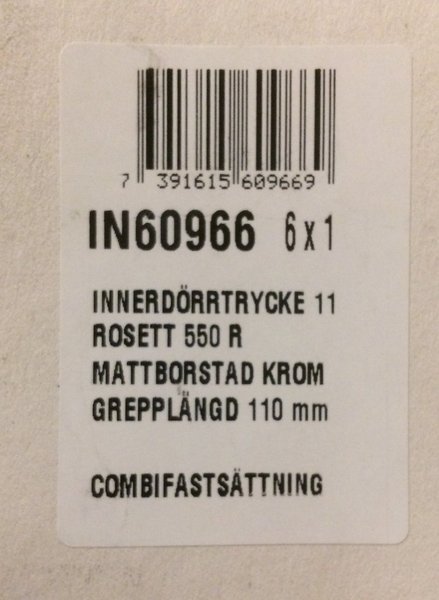 7 391615 609669
IN60966 6 x 1
INNERDÖRRTRYCKE 11
ROSETT 550 R
MATTBORSTAD KROM
GREPPLÄNGD 110 mm
COMBIFASTSÄTTNING